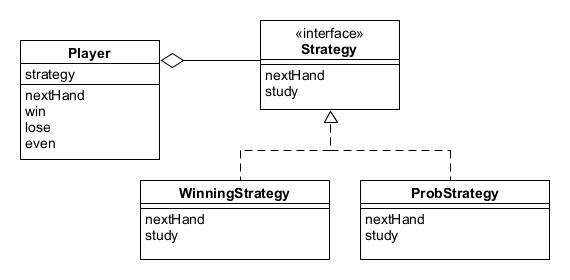 Player
strategy
nextHand
win
lose
even
«interface»
Strategy
nextHand
study
WinningStrategy
nextHand
study
ProbStrategy
nextHand
study